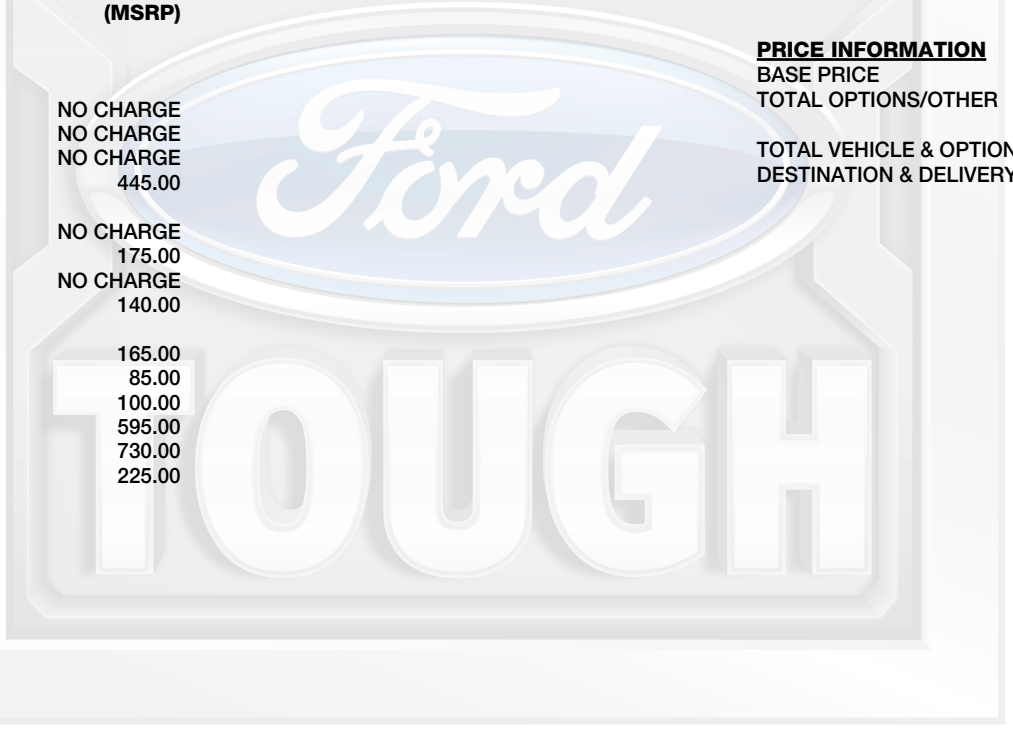 (MSRP)
NO CHARGE
NO CHARGE
NO CHARGE
445.00
NO CHARGE
175.00
NO CHARGE
140.00
165.00
85.00
100.00
595.00
730.00
225.00
PRICE INFORMATION
BASE PRICE
TOTAL OPTIONS/OTHER
TOTAL VEHICLE & OPTION
DESTINATION & DELIVERY
Ford
TOUGH